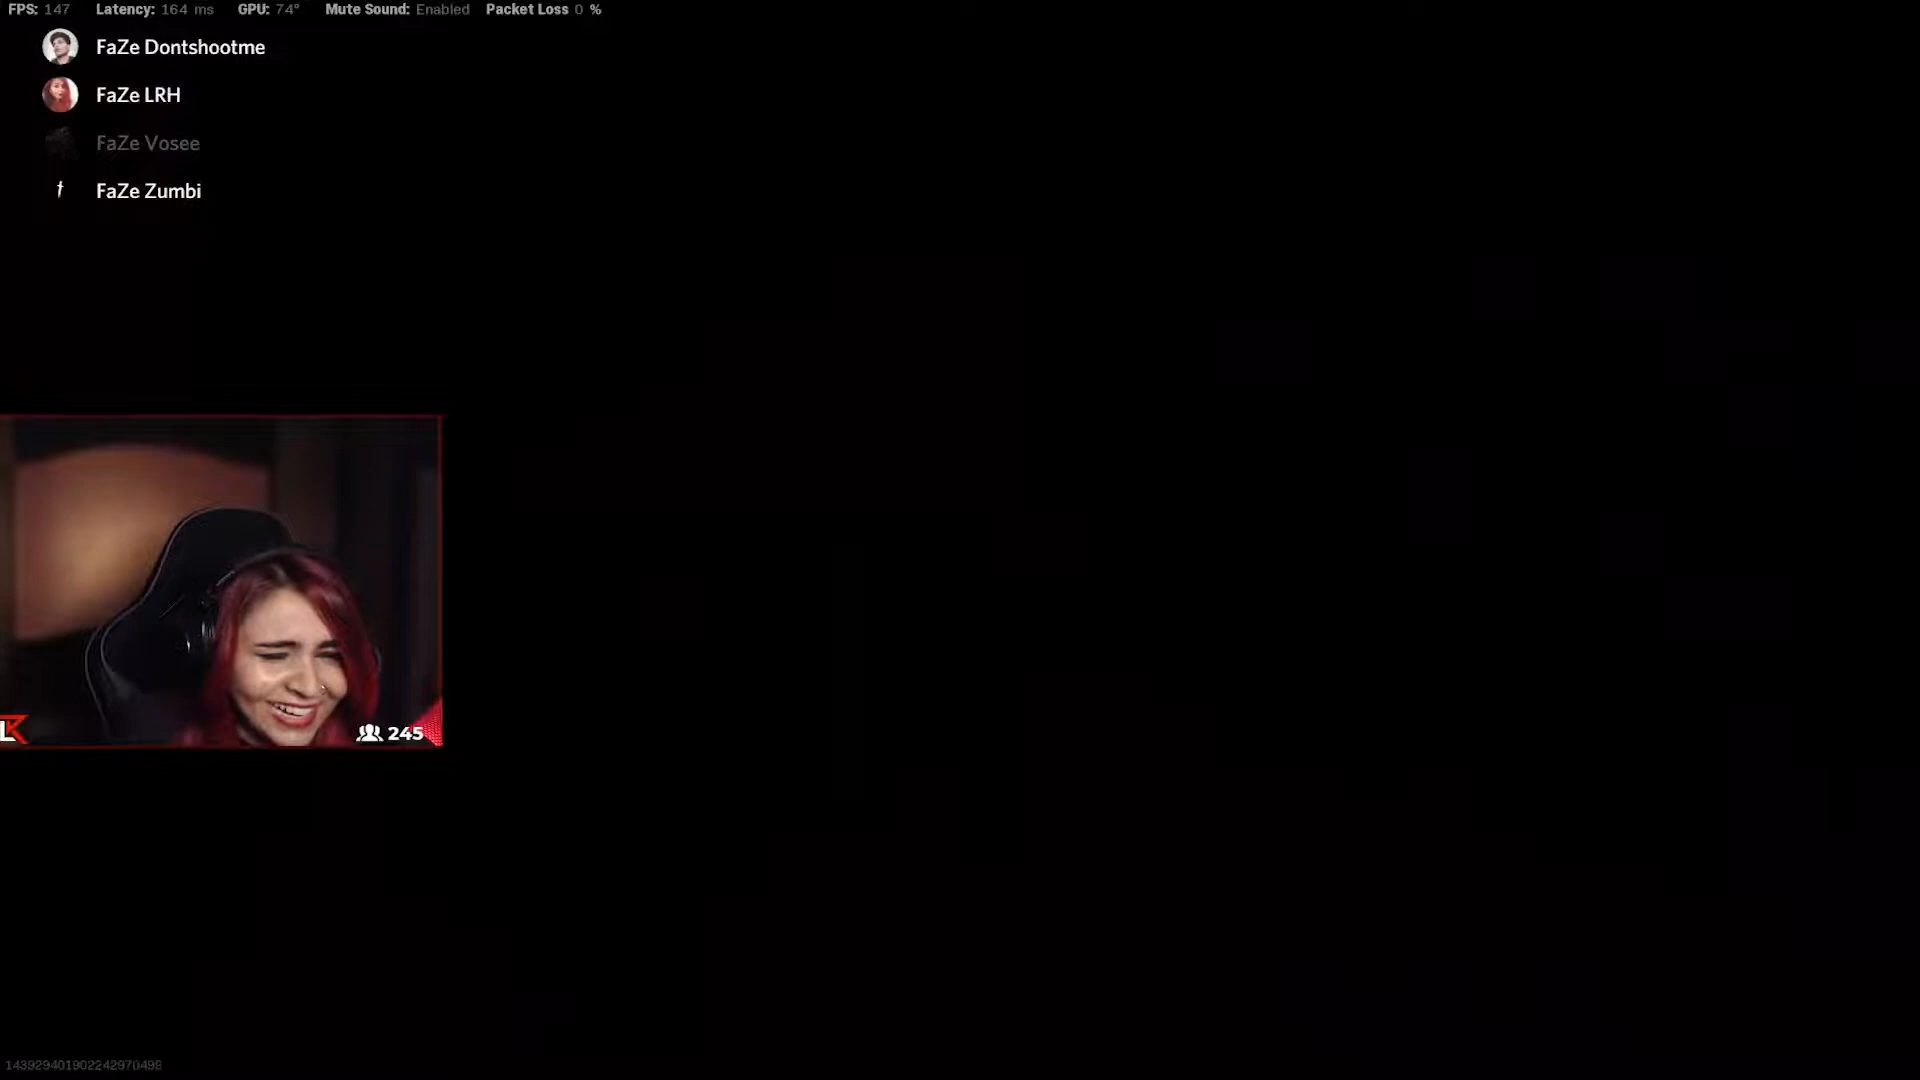 FPS: 147 Latency: 164 ms GPU: 74° Mute Sound: Enabled Packet Loss 0 %
FaZe Dontshootme
FaZe LRH
FaZe Vosee
FaZe Zumbi
245